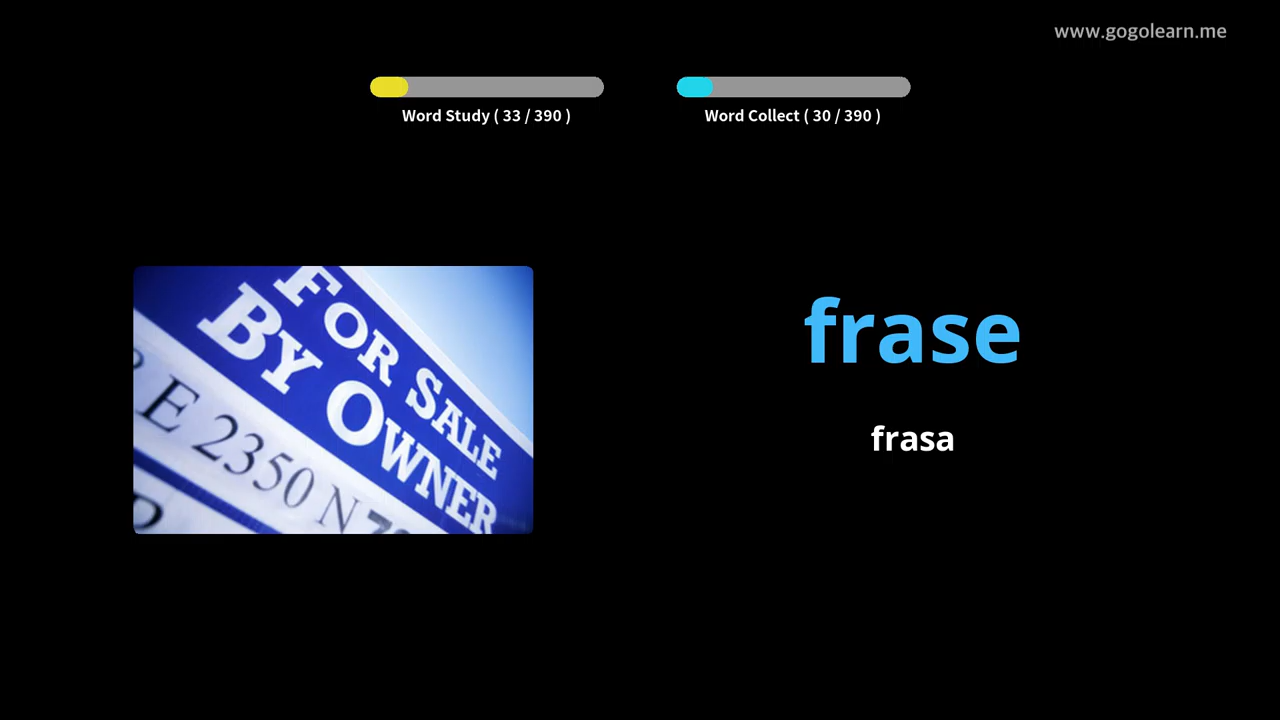 www.gogolearn.me
Word Study ( 33 / 390 )
Word Collect ( 30 / 390 )
FOR SALE
BY OWNER
E 2350 N
frase
frasa